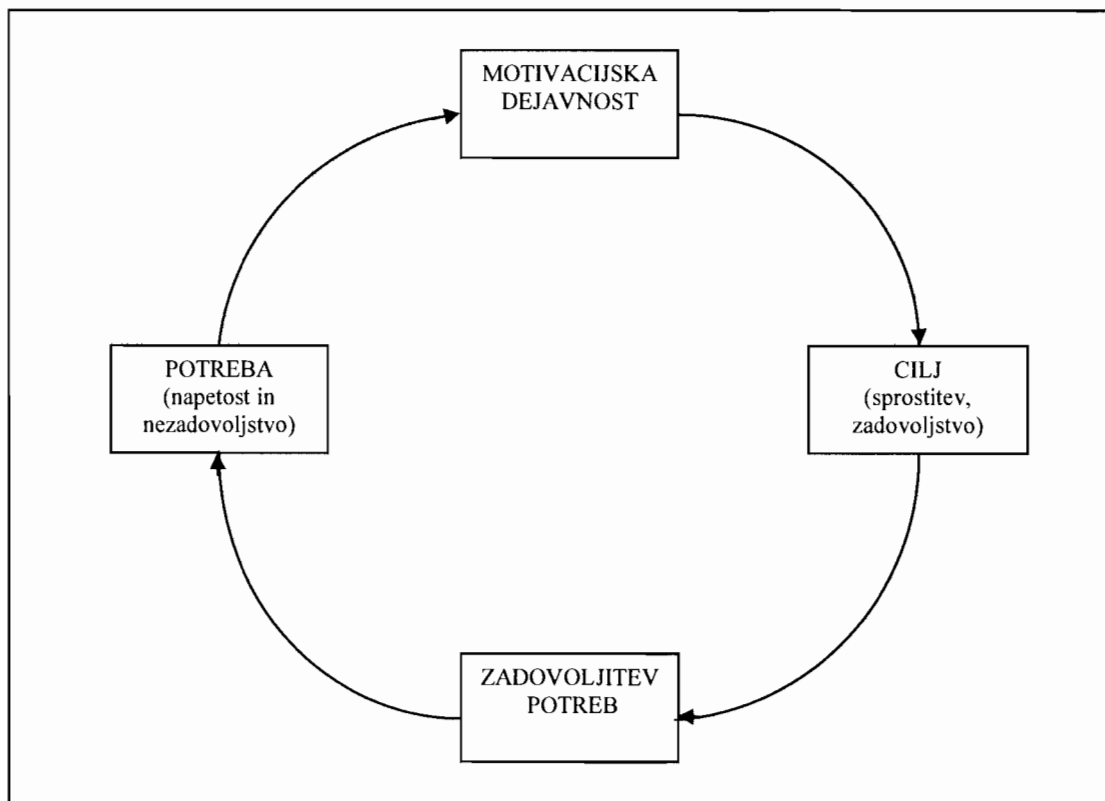 MOTIVACIJSKA
DEJAVNOST
POTREBA
(napetost in
nezadovoljstvo)
CILJ
(sprostitev,
zadovoljstvo)
ZADOVOLJITEV
POTREB